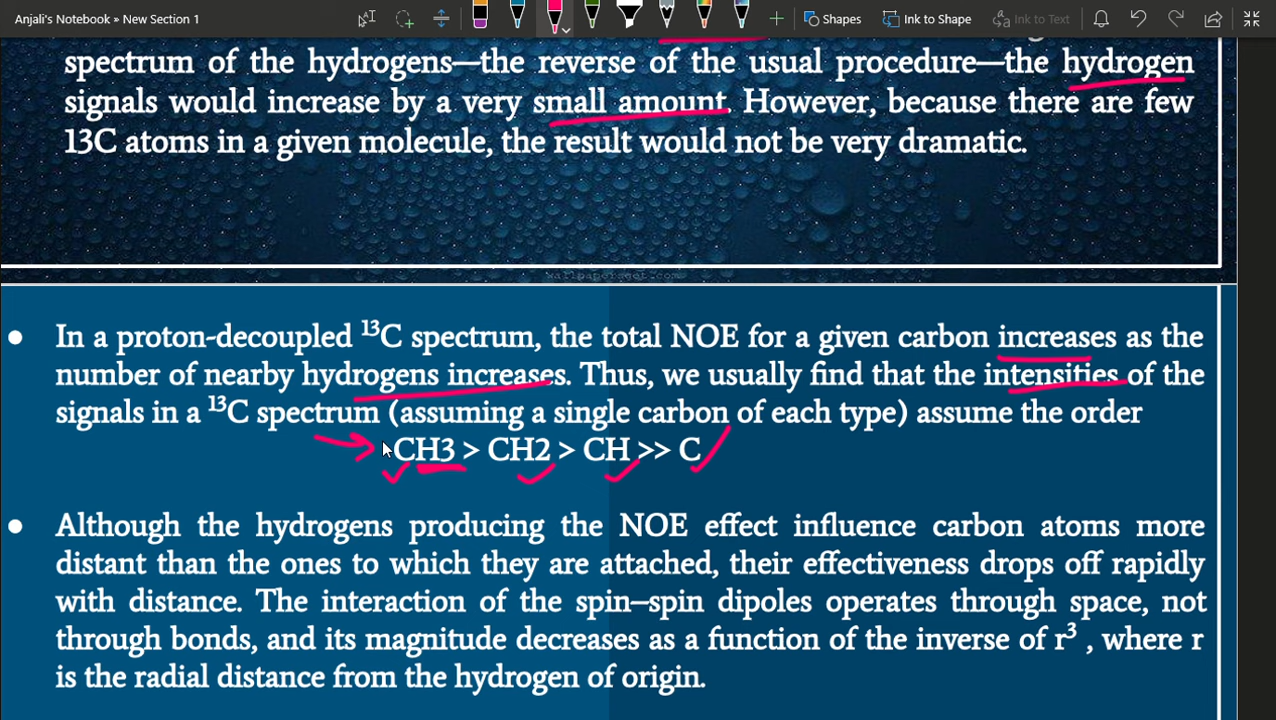 Anjali's Notebook » New Section 1
Shapes
Ink to Shape
Ink to Text
spectrum of the hydrogens—the reverse of the usual procedure—the hydrogen
signals would increase by a very small amount. However, because there are few
13C atoms in a given molecule, the result would not be very dramatic.
• In a proton-decoupled ¹³C spectrum, the total NOE for a given carbon increases as the
number of nearby hydrogens increases. Thus, we usually find that the intensities of the
signals in a ¹³C spectrum (assuming a single carbon of each type) assume the order
CH3 > CH2 > CH >> C
• Although the hydrogens producing the NOE effect influence carbon atoms more
distant than the ones to which they are attached, their effectiveness drops off rapidly
with distance. The interaction of the spin–spin dipoles operates through space, not
through bonds, and its magnitude decreases as a function of the inverse of r³ , where r
is the radial distance from the hydrogen of origin.